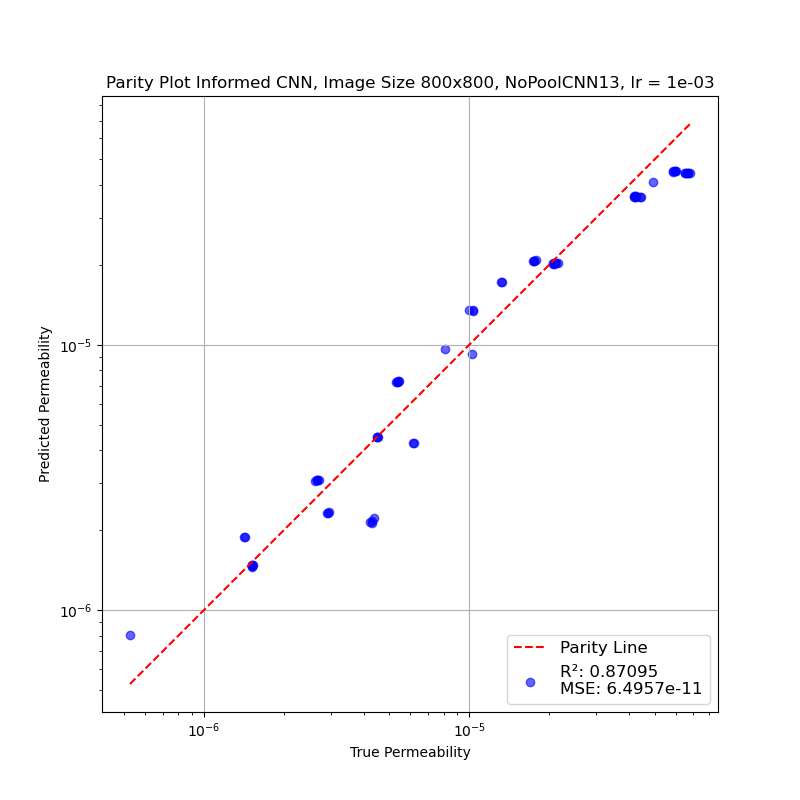 Parity Plot Informed CNN, Image Size 800x800, NoPoolCNN13, lr = 1e-03
Predicted Permeability
10⁻⁵
10⁻⁶
10⁻⁶
10⁻⁵
True Permeability
Parity Line
R²: 0.87095
MSE: 6.4957e-11